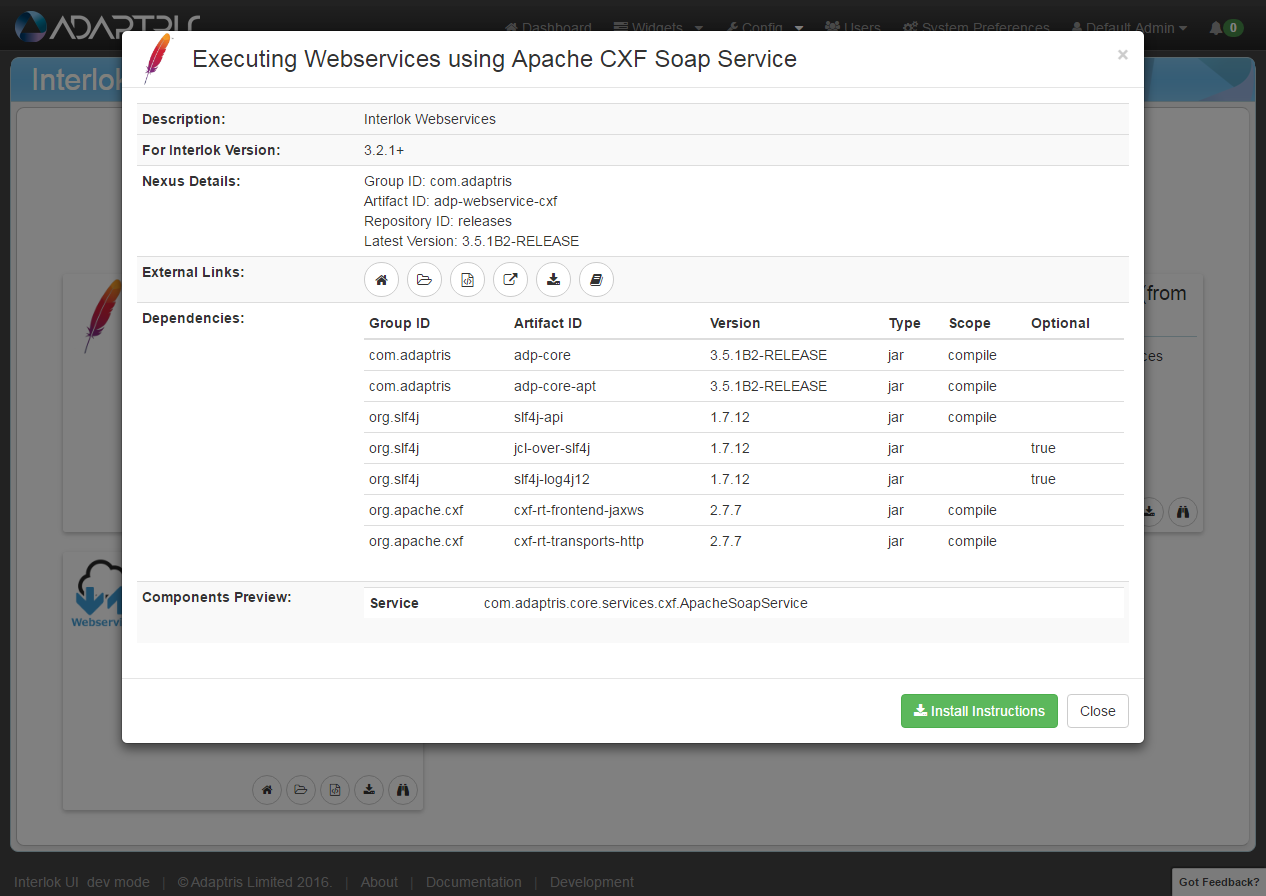 ADAPTRIS
Dashboard Widgets Config Users System Preferences Default Admin 0
Interlok
Executing Webservices using Apache CXF Soap Service ×
Description: Interlok Webservices
For Interlok Version: 3.2.1+
Nexus Details: Group ID: com.adaptris
Artifact ID: adp-webservice-cxf
Repository ID: releases
Latest Version: 3.5.1B2-RELEASE
External Links:
Dependencies: Group ID Artifact ID Version Type Scope Optional
com.adaptris adp-core 3.5.1B2-RELEASE jar compile
com.adaptris adp-core-apt 3.5.1B2-RELEASE jar compile
org.slf4j slf4j-api 1.7.12 jar compile
org.slf4j jcl-over-slf4j 1.7.12 jar true
org.slf4j slf4j-log4j12 1.7.12 jar true
org.apache.cxf cxf-rt-frontend-jaxws 2.7.7 jar compile
org.apache.cxf cxf-rt-transports-http 2.7.7 jar compile
Components Preview: Service com.adaptris.core.services.cxf.ApacheSoapService
Install Instructions Close
(from
Interlok UI dev mode | © Adaptris Limited 2016. | About | Documentation | Development
Got Feedback?